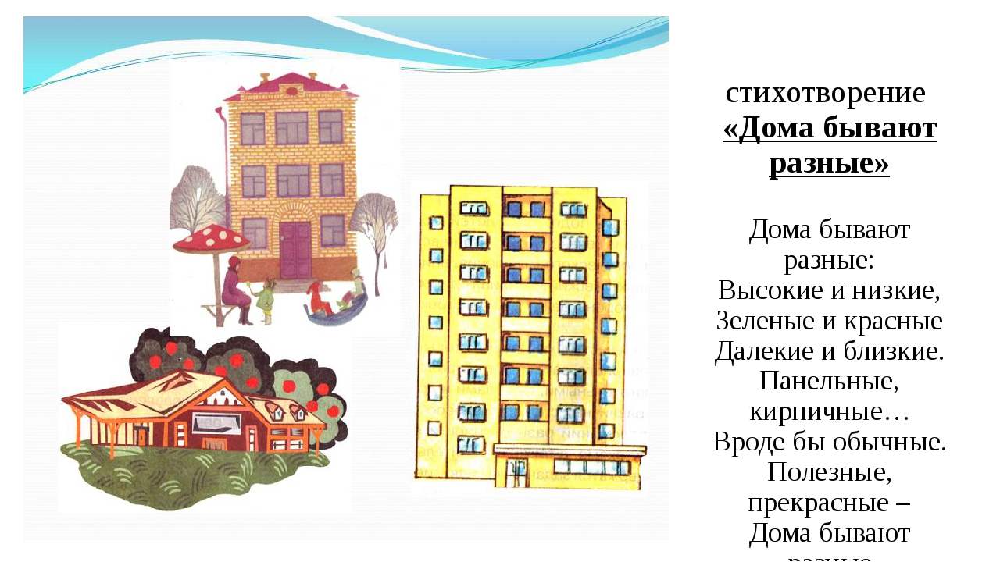 стихотворение
«Дома бывают
разные»
Дома бывают
разные:
Высокие и низкие,
Зеленые и красные
Далекие и близкие.
Панельные,
кирпичные…
Вроде бы обычные.
Полезные,
прекрасные –
Дома бывают